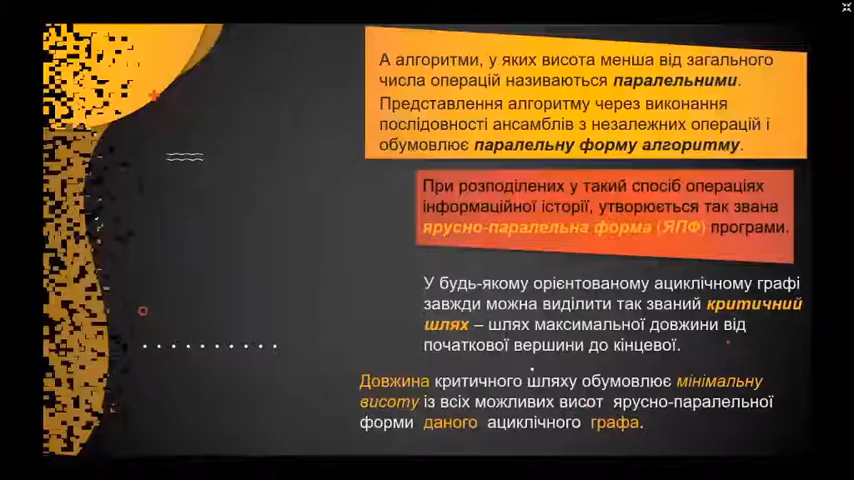 А алгоритми, у яких висота менша від загального
числа операцій називаються паралельними.
Представлення алгоритму через виконання
послідовності ансамблів з незалежних операцій і
обумовлює паралельну форму алгоритму.
При розподілених у такий спосіб операціях
інформаційної історії, утворюється так звана
ярусно-паралельна форма (ЯПФ) програми.
У будь-якому орієнтованому ациклічному графі
завжди можна виділити так званий критичний
шлях – шлях максимальної довжини від
початкової вершини до кінцевої.
Довжина критичного шляху обумовлює мінімальну
висоту із всіх можливих висот ярусно-паралельної
форми даного ациклічного графа.